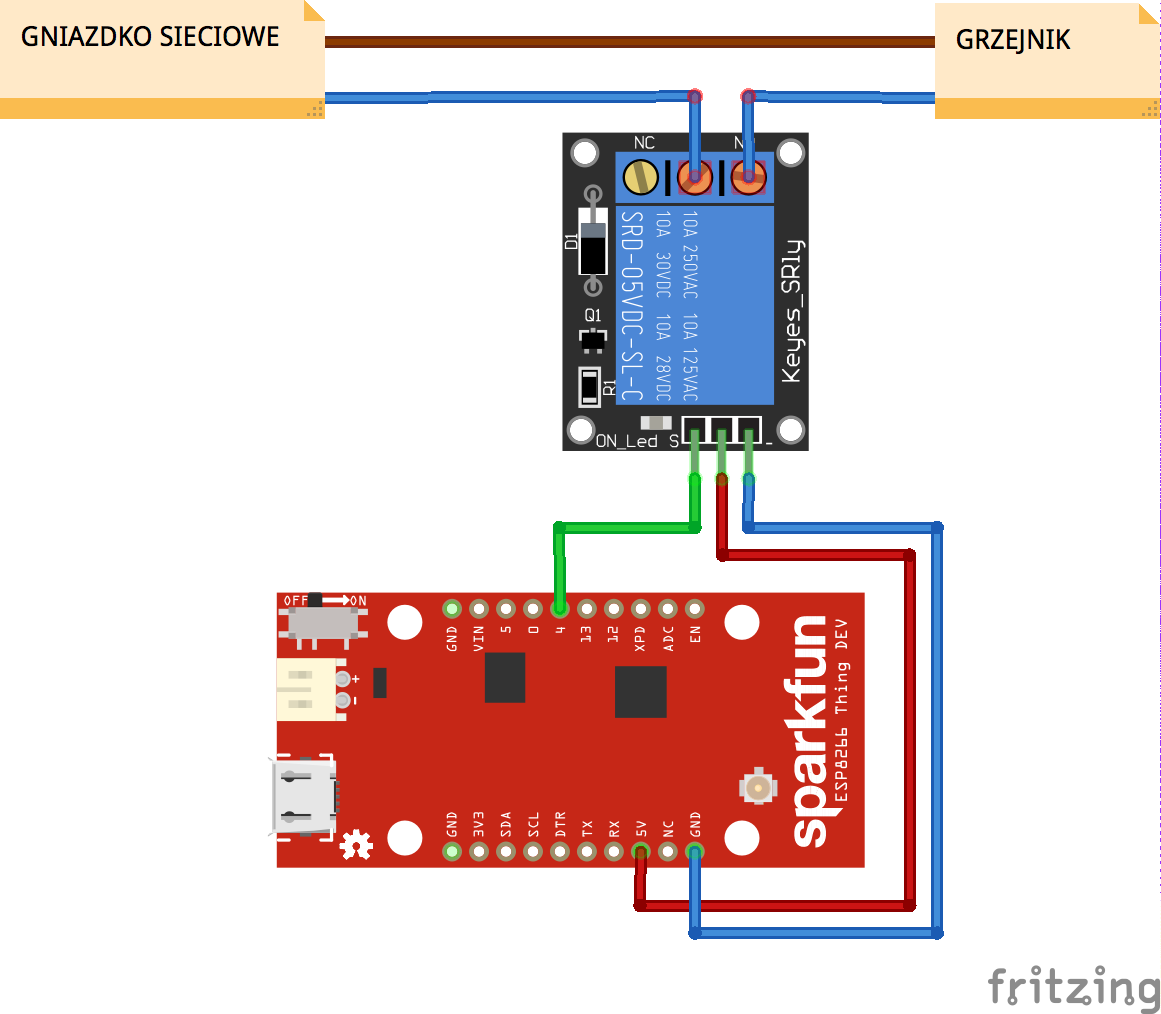 GNIAZDKO SIECIOWE
GRZEJNIK
NC
SRD-05VDC-SL-C
10A 30VDC 10A 28VDC
10A 250VAC 10A 125VAC
D1
Q1
R1
Keyes_SRly
ON_Led S -
OFF ON
GND VIN 5 0 4 13 12 XPD ADC EN
+
-
sparkfun
ESP8266 Thing DEV
GND 3V3 SDA SCL DTR TX RX 5V NC GND
fritzing